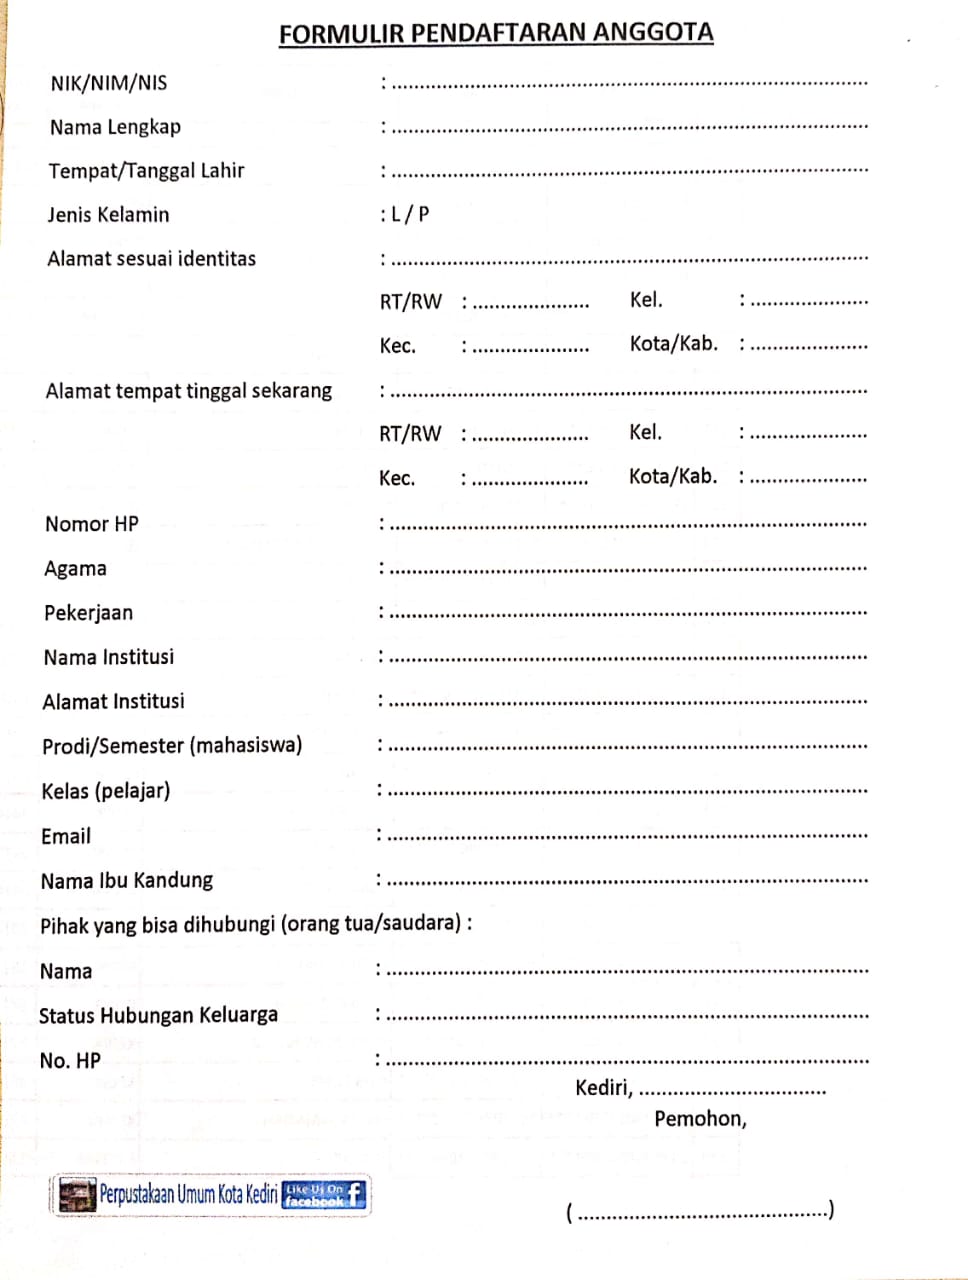 FORMULIR PENDAFTARAN ANGGOTA
NIK/NIM/NIS : ................................................................
Nama Lengkap : ................................................................
Tempat/Tanggal Lahir : ................................................................
Jenis Kelamin : L / P
Alamat sesuai identitas : ................................................................
RT/RW : ..................... Kel. : .....................
Kec. : ..................... Kota/Kab. : .....................
Alamat tempat tinggal sekarang : ................................................................
RT/RW : ..................... Kel. : .....................
Kec. : ..................... Kota/Kab. : .....................
Nomor HP : ................................................................
Agama : ................................................................
Pekerjaan : ................................................................
Nama Institusi : ................................................................
Alamat Institusi : ................................................................
Prodi/Semester (mahasiswa) : ................................................................
Kelas (pelajar) : ................................................................
Email : ................................................................
Nama Ibu Kandung : ................................................................
Pihak yang bisa dihubungi (orang tua/saudara) :
Nama : ................................................................
Status Hubungan Keluarga : ................................................................
No. HP : ................................................................
Kediri, ..................................
Pemohon,
Perpustakaan Umum Kota Kediri Like Us On facebook f
( .............................................)